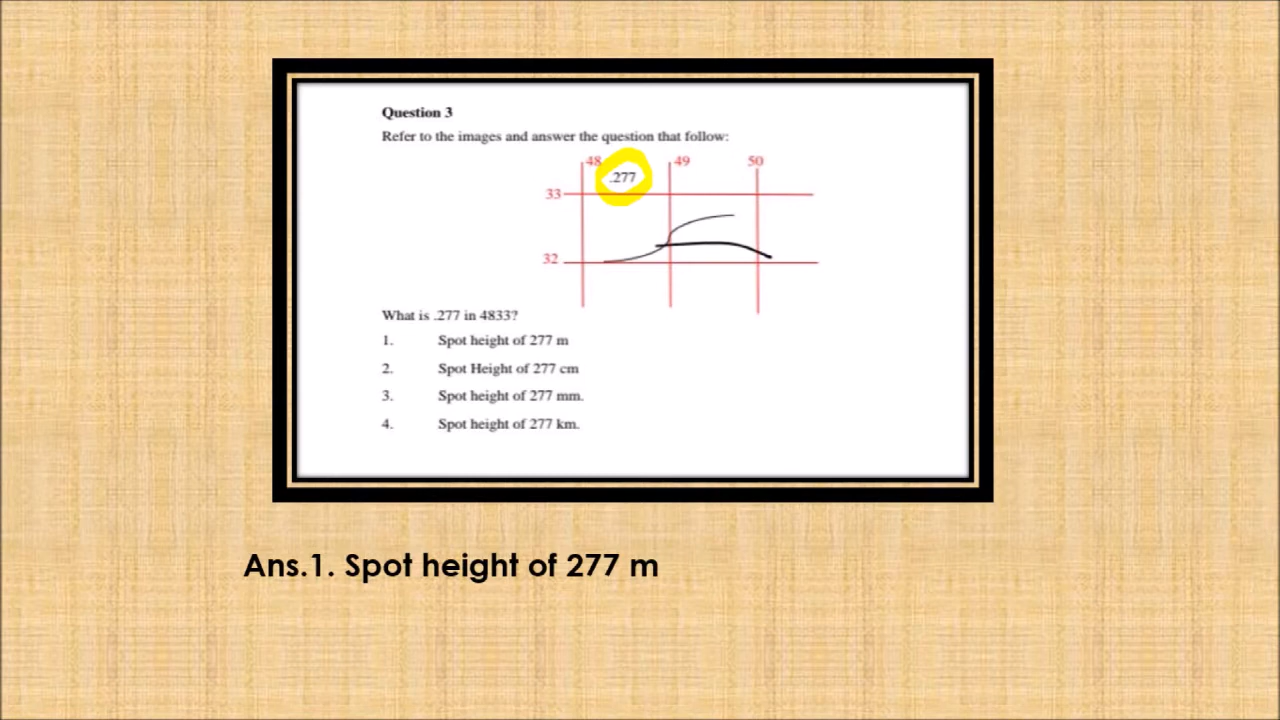 Question 3
Refer to the images and answer the question that follow:
48 49 50
.277
33
32
What is .277 in 4833?
1. Spot height of 277 m
2. Spot Height of 277 cm
3. Spot height of 277 mm.
4. Spot height of 277 km.
Ans.1. Spot height of 277 m